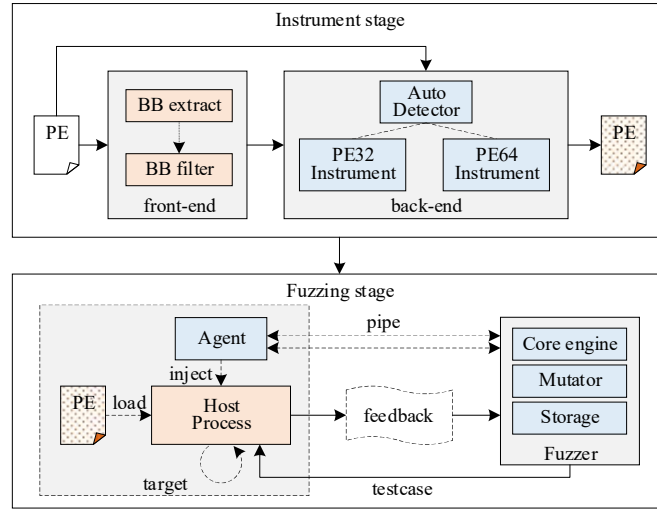 Instrument stage
PE
BB extract
BB filter
front-end
Auto
Detector
PE32
Instrument
PE64
Instrument
back-end
PE
Fuzzing stage
Agent
pipe
inject
PE
load
Host
Process
target
feedback
testcase
Core engine
Mutator
Storage
Fuzzer